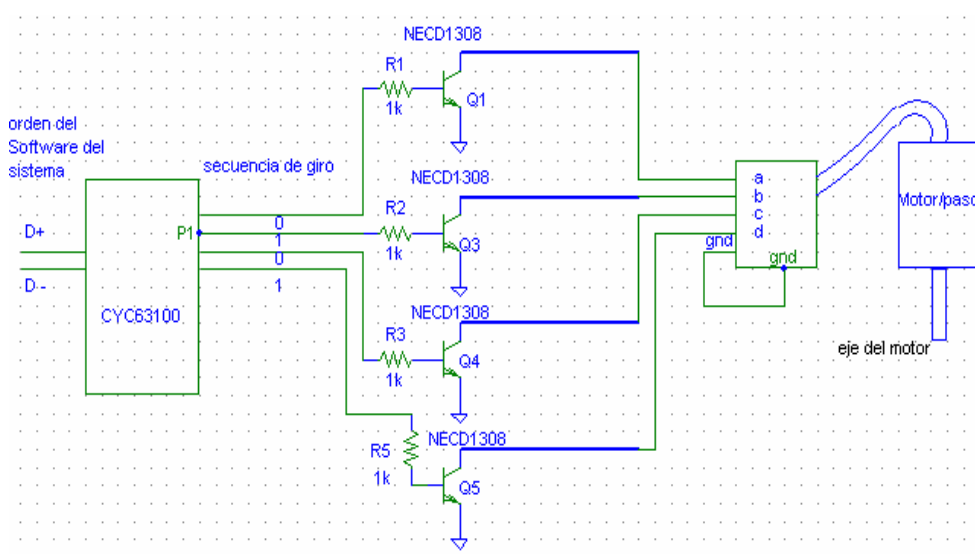 NECD1308
R1
1k
Q1
orden del
Software del
sistema
secuencia de giro
NECD1308
R2
1k
Q3
P1
0
1
0
1
D+
D--
CYC63100
NECD1308
R3
1k
Q4
NECD1308
R5
1k
Q5
a
b
c
d
gnd
gnd
Motor/paso
eje del motor